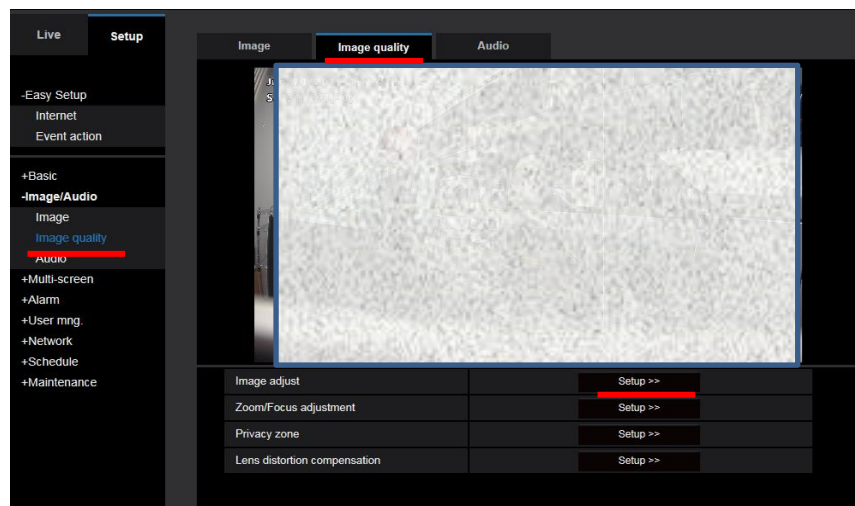 Live Setup
Image Image quality Audio
-Easy Setup
Internet
Event action
+Basic
-Image/Audio
Image
Image quality
Audio
+Multi-screen
+Alarm
+User mng.
+Network
+Schedule
+Maintenance
Image adjust Setup >>
Zoom/Focus adjustment Setup >>
Privacy zone Setup >>
Lens distortion compensation Setup >>